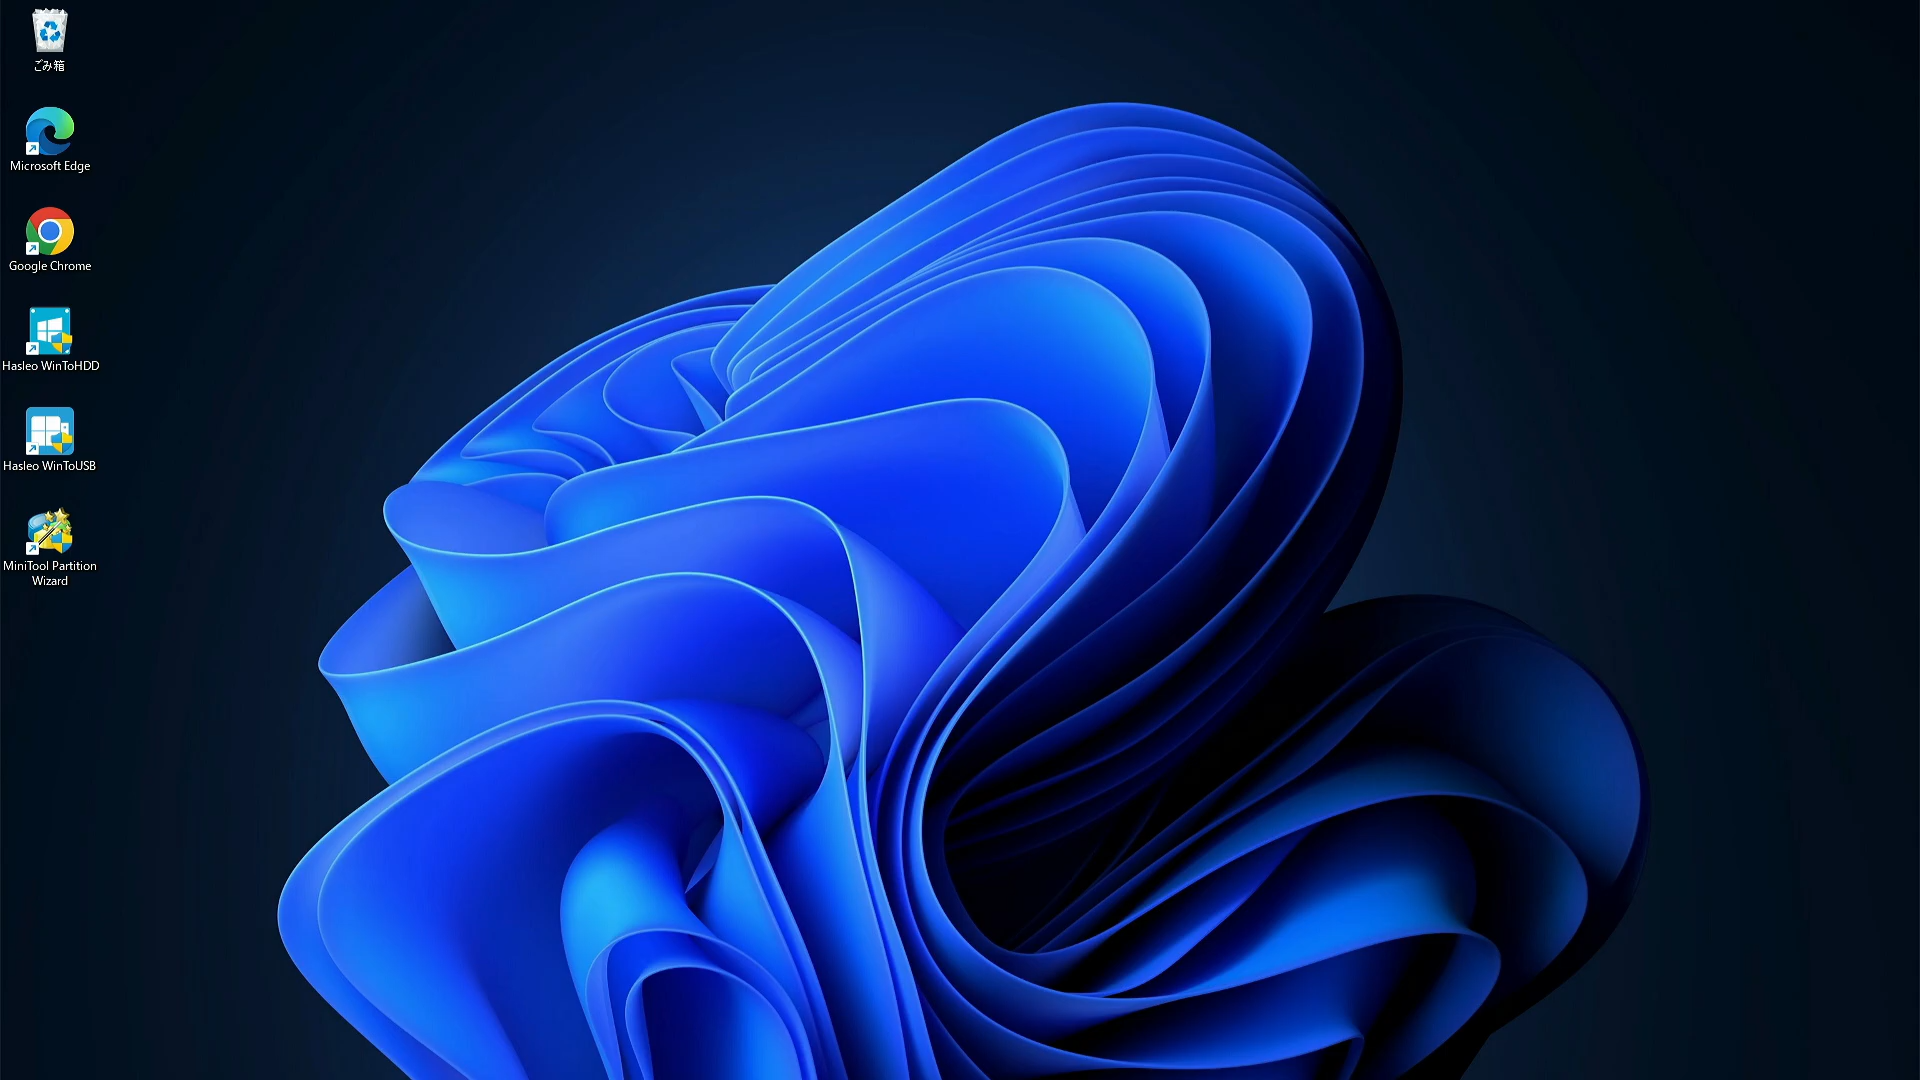 ごみ箱
Microsoft Edge
Google Chrome
Hasleo WinToHDD
Hasleo WinToUSB
MiniTool Partition
Wizard